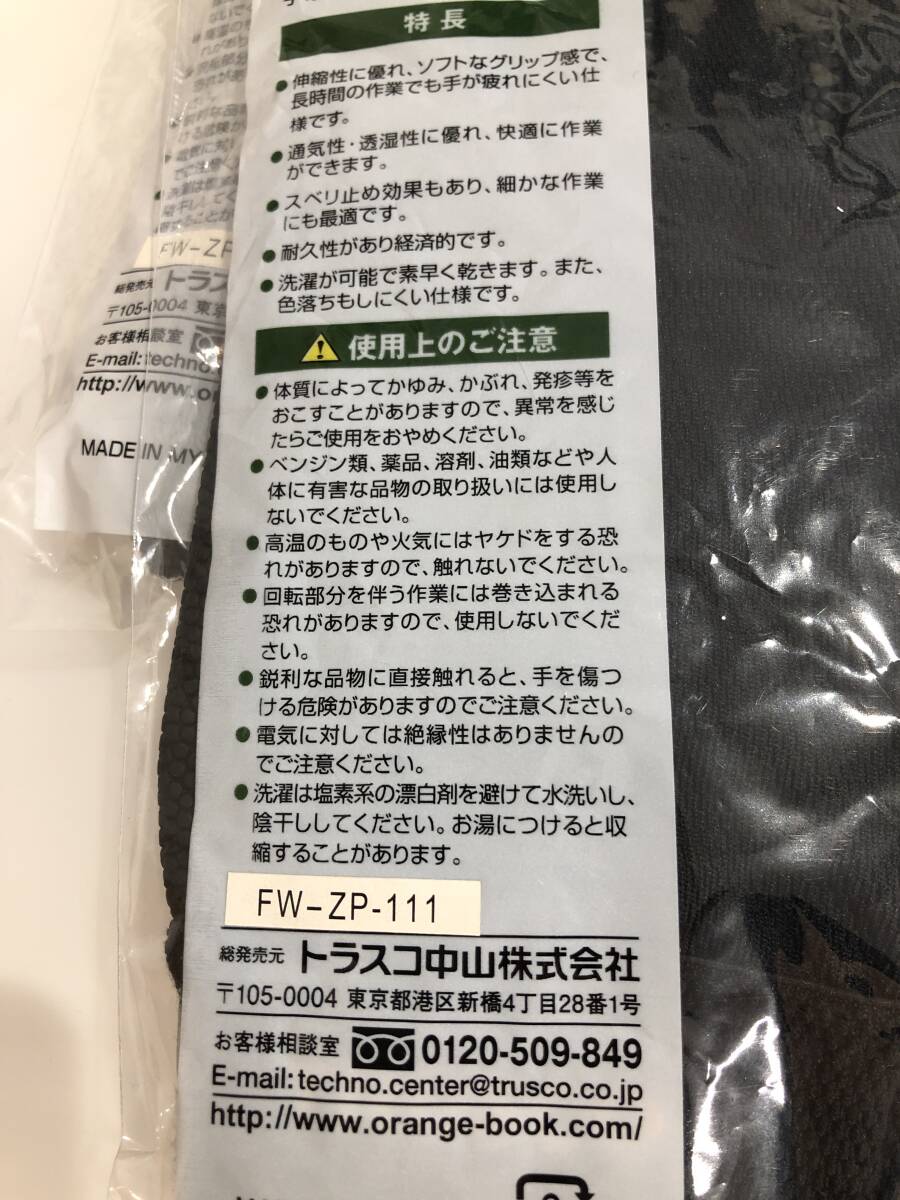 特長
●伸縮性に優れ、ソフトなグリップ感で、
長時間の作業でも手が疲れにくい仕
様です。
●通気性・透湿性に優れ、快適に作業
ができます。
●スベリ止め効果もあり、細かな作業
にも最適です。
●耐久性があり経済的です。
●洗濯が可能で素早く乾きます。また、
色落ちもしにくい仕様です。
使用上のご注意
●体質によってかゆみ、かぶれ、発疹等を
おこすことがありますので、異常を感じ
たらご使用をおやめください。
●ベンジン類、薬品、溶剤、油類などや人
体に有害な品物の取り扱いには使用し
ないでください。
●高温のものや火気にはヤケドをする恐
れがありますので、触れないでください。
●回転部分を伴う作業には巻き込まれる
恐れがありますので、使用しないでくだ
さい。
●鋭利な品物に直接触れると、手を傷つ
ける危険がありますのでご注意ください。
●電気に対しては絶縁性はありませんの
でご注意ください。
●洗濯は塩素系の漂白剤を避けて水洗いし、
陰干ししてください。お湯につけると収
縮することがあります。
FW-ZP-111
総発売元 トラスコ中山株式会社
〒105-0004 東京都港区新橋4丁目28番1号
お客様相談室 0120-509-849
E-mail:techno.center@trusco.co.jp
http://www.orange-book.com/
FW-ZP
総発売元 トラス
〒105-0004 東京
お客様相談室
E-mail:techno
http://www.or
MADE IN MY